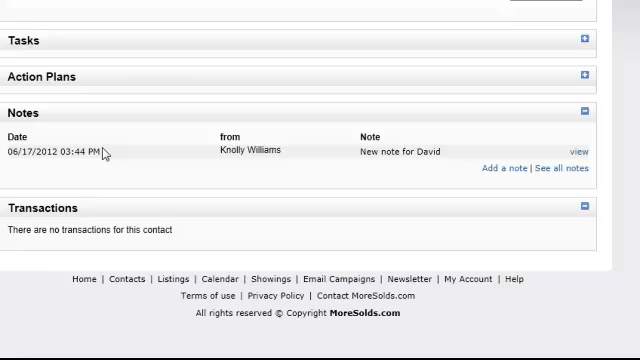 Tasks
Action Plans
Notes
Date from Note
06/17/2012 03:44 PM Knolly Williams New note for David view
Add a note | See all notes
Transactions
There are no transactions for this contact
Home | Contacts | Listings | Calendar | Showings | Email Campaigns | Newsletter | My Account | Help
Terms of use | Privacy Policy | Contact MoreSolds.com
All rights reserved © Copyright MoreSolds.com